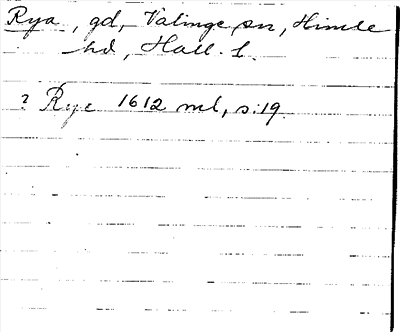 Rya, gd, Valinge sn, Himle
hd, Hall. l.
? Rye 1612 ml, s:19.